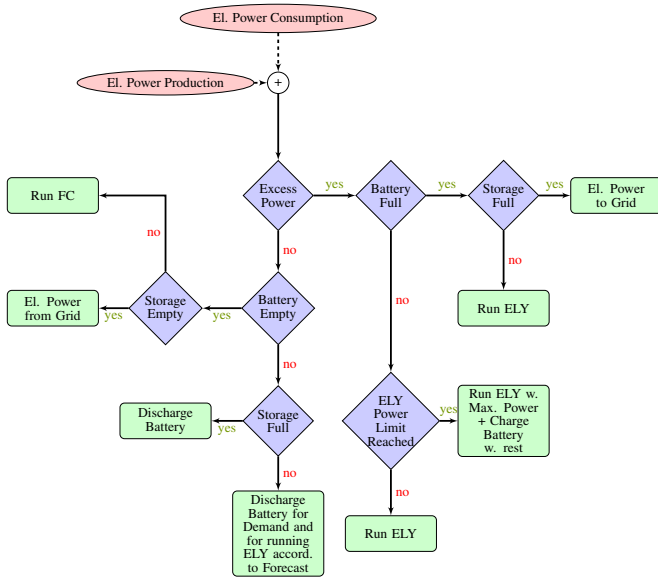 El. Power Consumption
El. Power Production
+
Excess
Power
yes
Battery
Full
yes
Storage
Full
yes
El. Power
to Grid
Run FC
no
no
no
no
Run ELY
El. Power
from Grid
yes
Storage
Empty
yes
Battery
Empty
no
Discharge
Battery
yes
Storage
Full
ELY
Power
Limit
Reached
yes
Run ELY w.
Max. Power
+ Charge
Battery
w. rest
no
no
Discharge
Battery for
Demand and
for running
ELY accord.
to Forecast
Run ELY